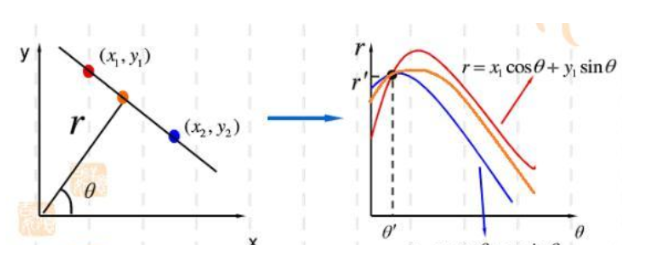 y
(x₁, y₁)
r
(x₂, y₂)
θ
x
r
r'
r = x₁ cosθ + y₁ sinθ
θ'
θ